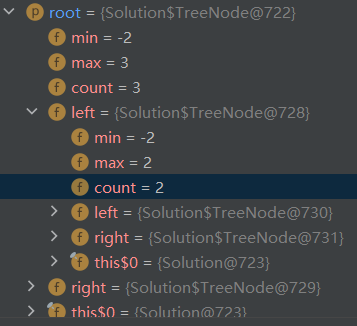 p root = {Solution$TreeNode@722}
f min = -2
f max = 3
f count = 3
f left = {Solution$TreeNode@728}
f min = -2
f max = 2
f count = 2
f left = {Solution$TreeNode@730}
f right = {Solution$TreeNode@731}
f this$0 = {Solution@723}
f right = {Solution$TreeNode@729}
f this$0 = {Solution@723}